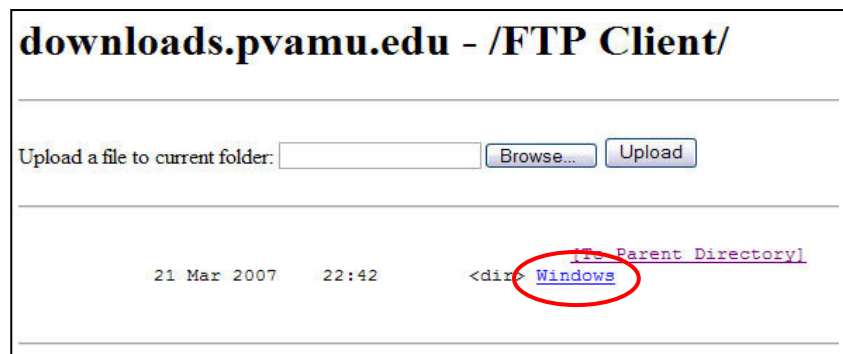 downloads.pvamu.edu - /FTP Client/
Upload a file to current folder: Browse... Upload
[To Parent Directory]
21 Mar 2007 22:42 <dir> Windows